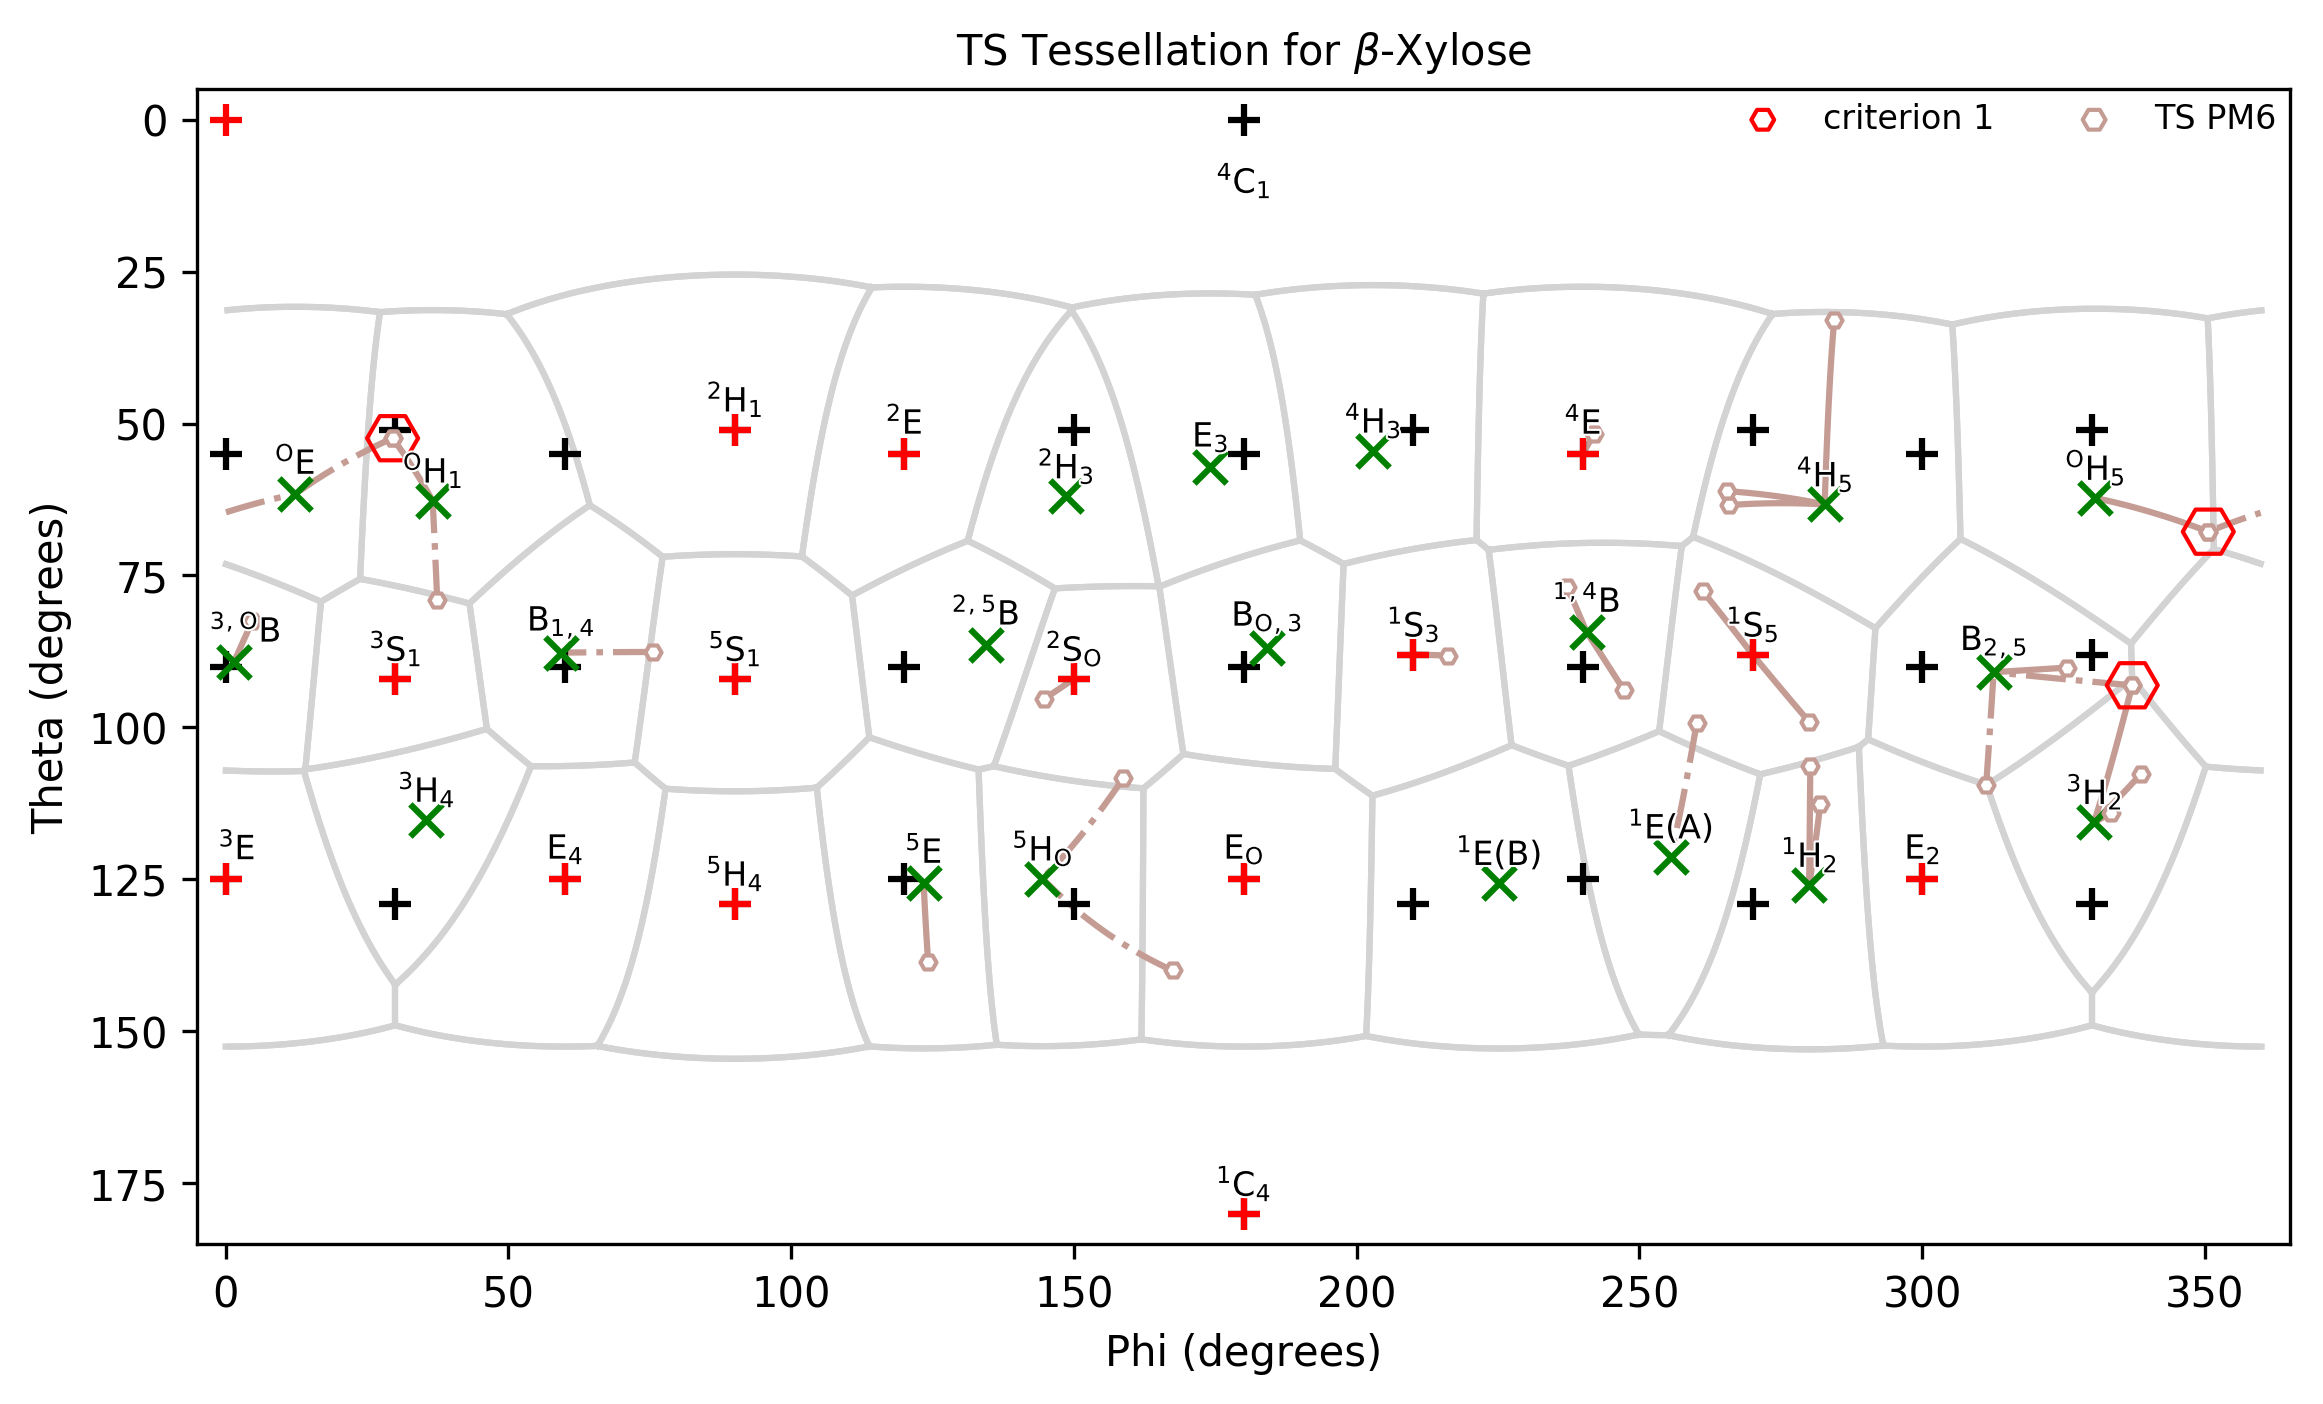 TS Tessellation for β-Xylose
criterion 1
TS PM6
Theta (degrees)
0
25
50
75
100
125
150
175
⁴C₁
²H₁
²E
⁴E
E₃
⁴H₃
ᴼE
ᴼH₁
²H₃
⁴H₅
ᴼH₅
³,ᴼB
³S₁
B₁,₄
⁵S₁
²,⁵B
²S_O
B_O,₃
¹S₃
¹,⁴B
¹S₅
B₂,₅
³H₄
³H₂
³E
E₄
⁵H₄
⁵E
⁵H_O
E_O
¹E(B)
¹E(A)
¹H₂
E₂
¹C₄
0 50 100 150 200 250 300 350
Phi (degrees)